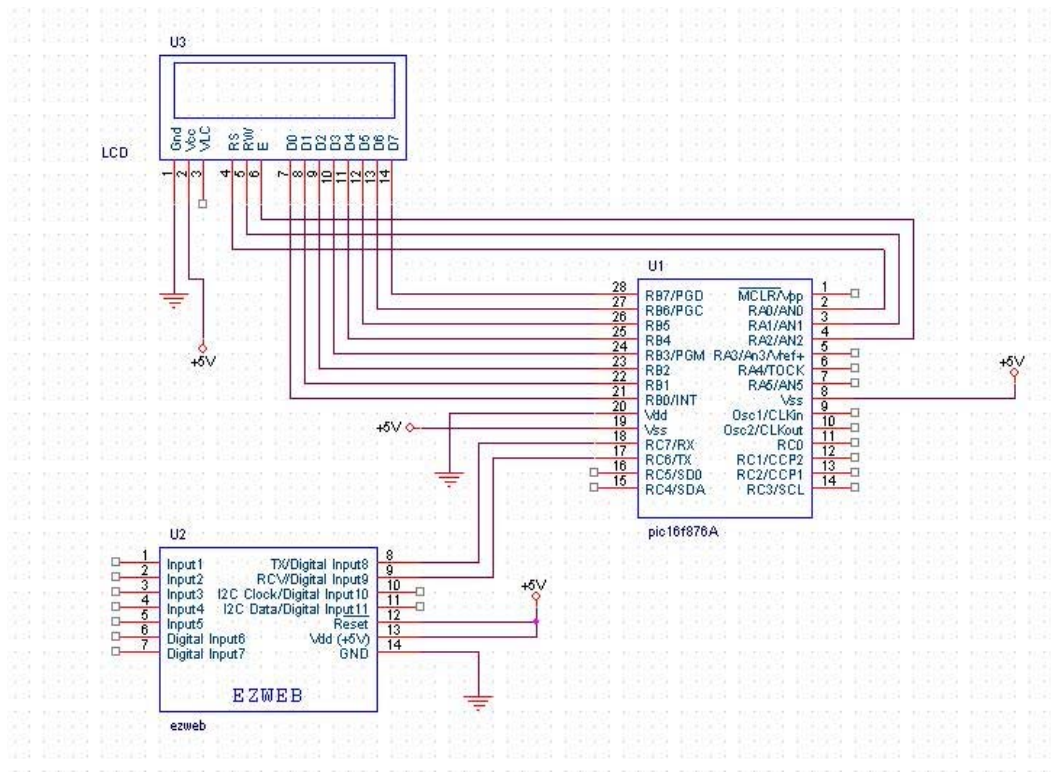 U3
LCD
Gnd
Vcc
VLC
RS
RW
E
D0
D1
D2
D3
D4
D5
D6
D7
1
2
3
4
5
6
7
8
9
10
11
12
13
14
+5V
U1
28 RB7/PGD MCLR/Vpp 1
27 RB6/PGC RA0/AN0 2
26 RB5 RA1/AN1 3
25 RB4 RA2/AN2 4
24 RB3/PGM RA3/An3/Vref+ 5
23 RB2 RA4/TOCK 6
22 RB1 RA5/AN5 7
21 RB0/INT Vss 8
20 Vdd Osc1/CLKin 9
19 Vss Osc2/CLKout 10
18 RC7/RX RC0 11
17 RC6/TX RC1/CCP2 12
16 RC5/SD0 RC2/CCP1 13
15 RC4/SDA RC3/SCL 14
pic16f876A
+5V
+5V
U2
1 Input1 TX/Digital Input8 8
2 Input2 RCV/Digital Input9 9
3 Input3 I2C Clock/Digital Input10 10
4 Input4 I2C Data/Digital Input11 11
5 Input5 Reset 12
6 Digital Input6 Vdd (+5V) 13
7 Digital Input7 GND 14
EZWEB
ezweb
+5V